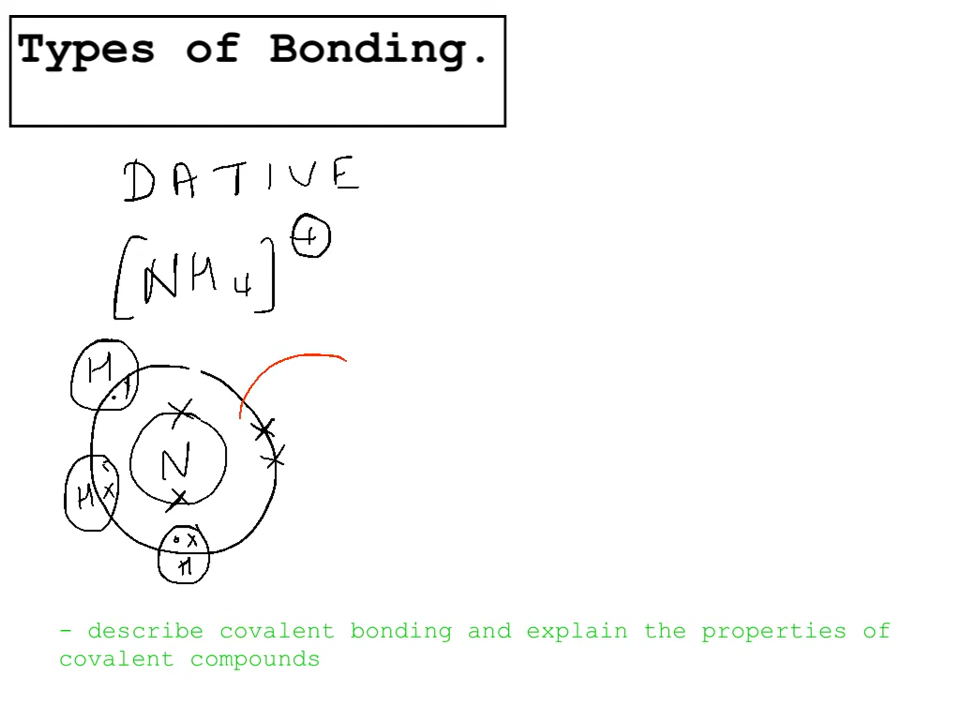 Types of Bonding.
DATIVE
[NH4]+
H
N
H
H
- describe covalent bonding and explain the properties of
covalent compounds